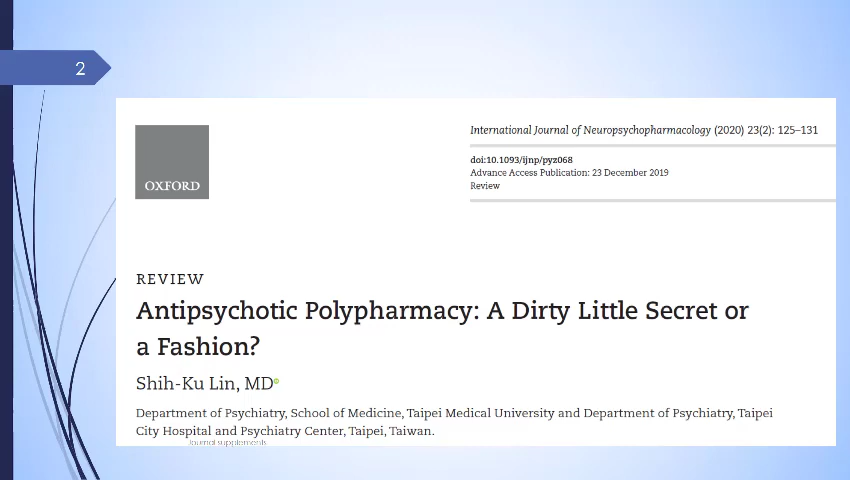 2
OXFORD
International Journal of Neuropsychopharmacology (2020) 23(2): 125–131
doi:10.1093/ijnp/pyz068
Advance Access Publication: 23 December 2019
Review
REVIEW
Antipsychotic Polypharmacy: A Dirty Little Secret or
a Fashion?
Shih-Ku Lin, MD
Department of Psychiatry, School of Medicine, Taipei Medical University and Department of Psychiatry, Taipei
City Hospital and Psychiatry Center, Taipei, Taiwan.
Journal supplements